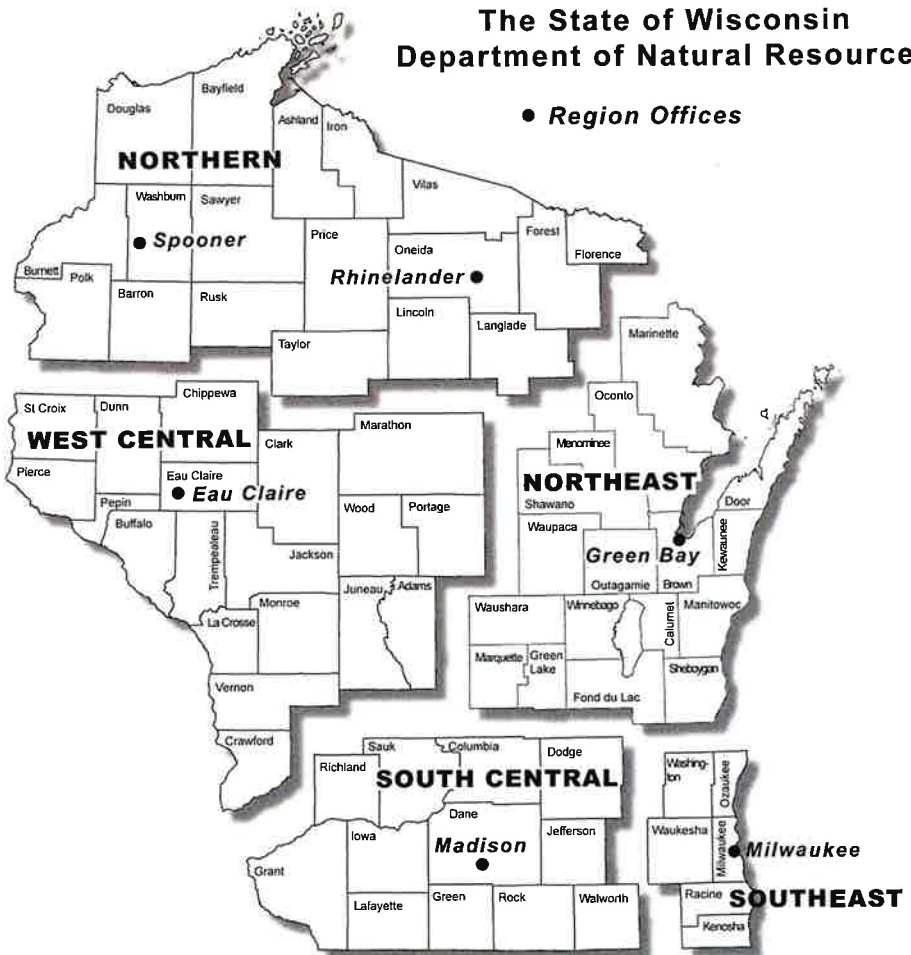 The State of Wisconsin
Department of Natural Resource
Region Offices
Douglas
Bayfield
Ashland
Iron
NORTHERN
Vilas
Washburn
Sawyer
Spooner
Price
Forest
Florence
Oneida
Rhinelander
Burnett
Polk
Barron
Rusk
Lincoln
Langlade
Taylor
Marinette
Chippewa
St Croix
Dunn
Oconto
WEST CENTRAL
Clark
Marathon
Menominee
Pierce
Eau Claire
Eau Claire
NORTHEAST
Pepin
Buffalo
Wood
Portage
Shawano
Door
Waupaca
Trempealeau
Jackson
Green Bay
Kewaunee
Outagamie
Brown
Juneau
Adams
Monroe
La Crosse
Waushara
Winnebago
Calumet
Manitowoc
Marquette
Green
Lake
Sheboygan
Vernon
Fond du Lac
Crawford
Sauk
Columbia
Dodge
Richland
SOUTH CENTRAL
Washing-
ton
Ozaukee
Dane
Iowa
Madison
Jefferson
Waukesha
Milwaukee
Milwaukee
Grant
Lafayette
Green
Rock
Walworth
Racine
SOUTHEAST
Kenosha